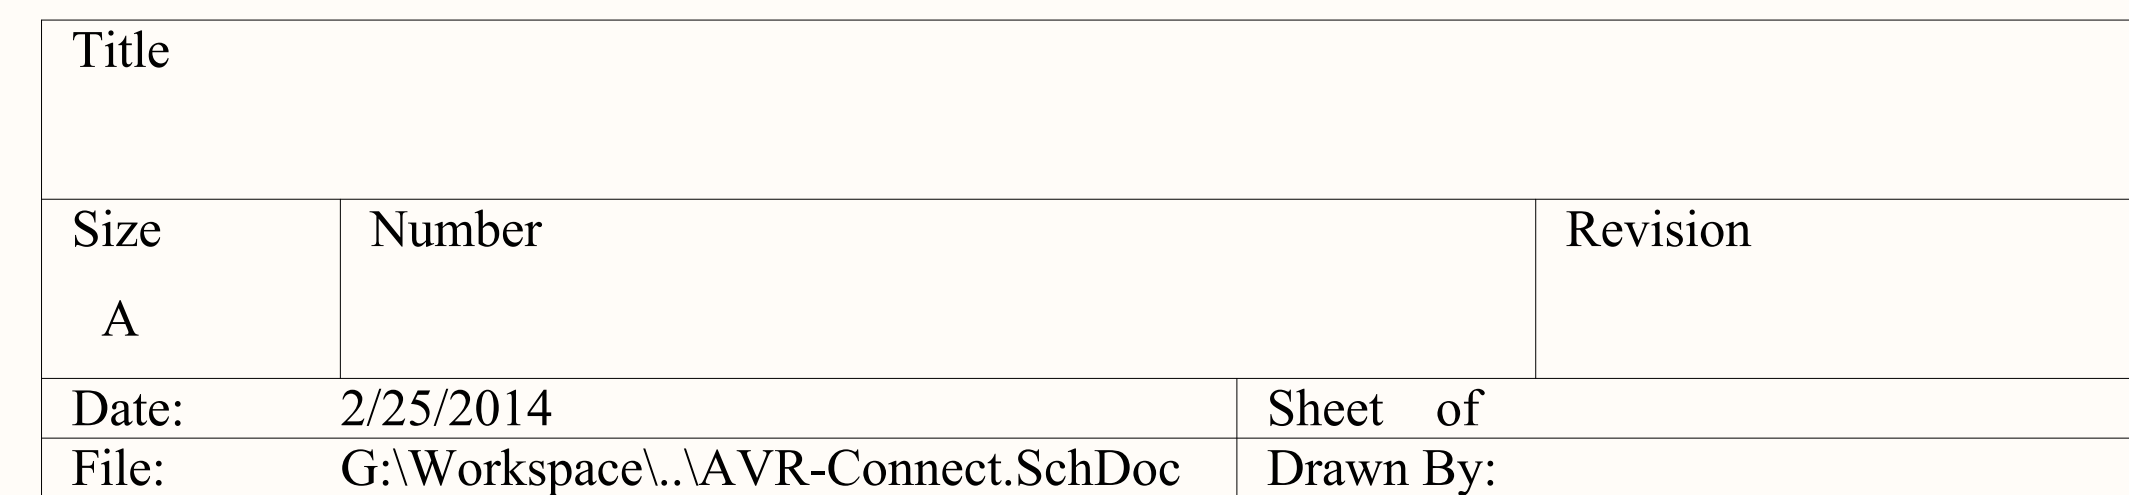 Title
Size Number Revision
A
Date: 2/25/2014 Sheet of
File: G:\Workspace\..\AVR-Connect.SchDoc Drawn By: